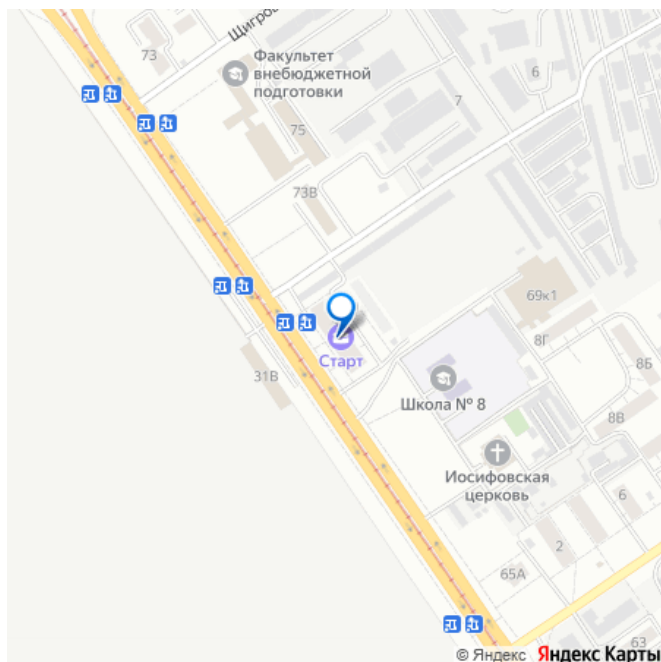 Щигров
73
Факультет
внебюджетной
подготовки
6
7
75
73В
69к1
Старт
31В
8Г
8Б
Школа № 8
8В
Иосифовская
церковь
6
2
65А
63
© Яндекс Яндекс Карты